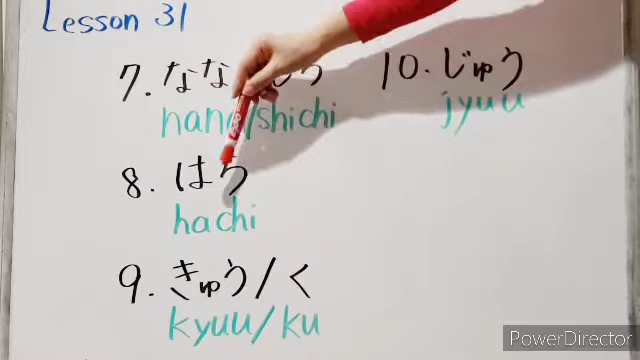 Lesson 31
7. なな
nana/shichi
8. はち
hachi
9. きゅう/く
kyuu/ku
10. じゅう
jyuu
PowerDirector